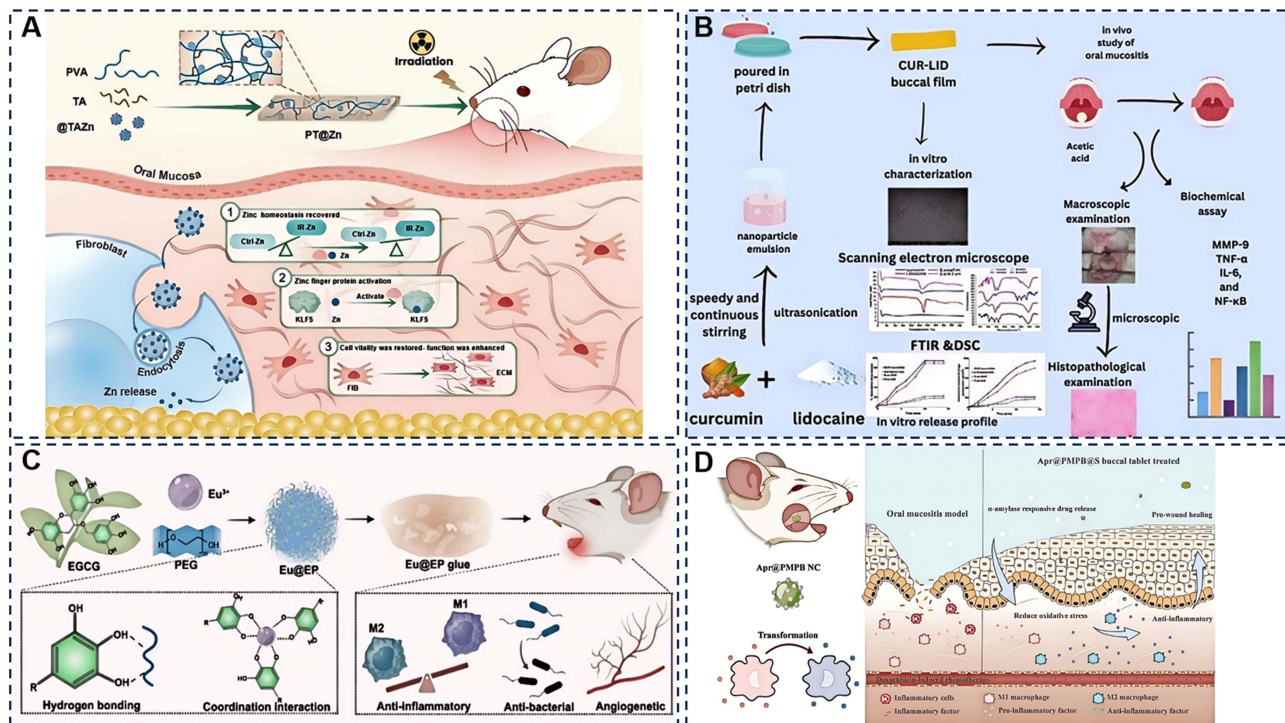 A
PVA
TA
@TAZn
PT@Zn
Irradiation
Oral Mucosa
Fibroblast
Endocytosis
Zn release
1
Zinc homeostasis recovered
Ctrl-Zn
IR-Zn
Ctrl-Zn
IR-Zn
Zn
2
Zinc finger protein activation
KLF5
Zn
Activate
KLF5
3
Cell vitality was restored- function was enhanced
FIB
ECM
B
poured in
petri dish
CUR-LID
buccal film
in vivo
study of
oral mucositis
Acetic
acid
in vitro
characterization
Macroscopic
examination
Biochemical
assay
nanoparticle
emulsion
Scanning electron microscope
MMP-9
TNF-α
IL-6,
and
NF-κB
speedy and
continuous
stirring
ultrasonication
microscopic
FTIR &DSC
Histopathological
examination
curcumin
+
lidocaine
In vitro release profile
C
EGCG
Eu³⁺
PEG
Eu@EP
Eu@EP glue
OH
OH
OH
R
Hydrogen bonding
Coordination interaction
M2
M1
Anti-inflammatory
Anti-bacterial
Angiogenetic
D
Apr@PMPB NC
Transformation
Apr@PMPB@S buccal tablet treated
Oral mucositis model
α-amylase responsive drug release
Pro-wound healing
Reduce oxidative stress
Anti-inflammatory
Doxorubicin-induced chemotherapy
Inflammatory cells
M1 macrophage
M2 macrophage
Inflammatory factor
Pro-inflammatory factor
Anti-inflammatory factor